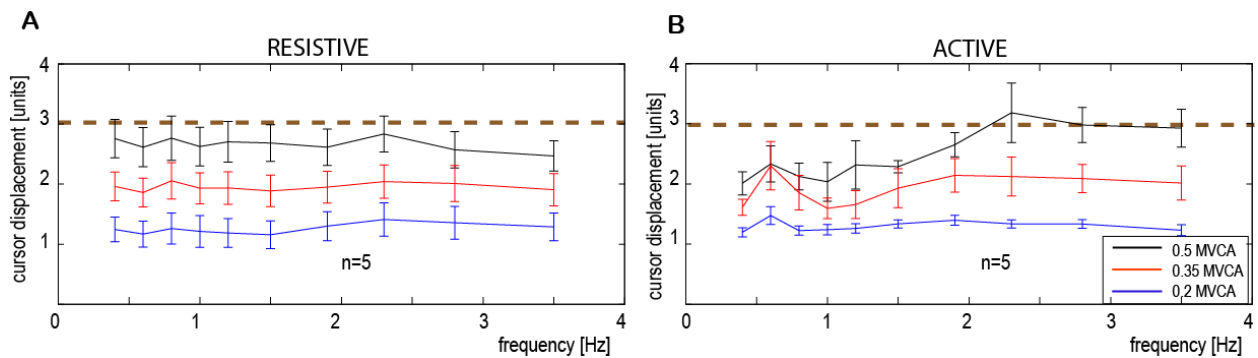 A
RESISTIVE
cursor displacement [units]
4
3
2
1
n=5
0
1
2
3
4
frequency [Hz]
B
ACTIVE
cursor displacement [units]
4
3
2
1
n=5
0.5 MVCA
0.35 MVCA
0,2 MVCA
0
1
2
3
4
frequency [Hz]